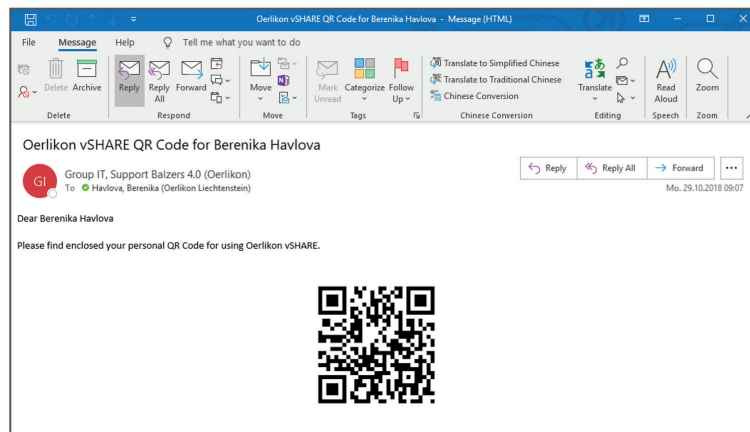 Oerlikon vSHARE QR Code for Berenika Havlova - Message (HTML)
File Message Help Tell me what you want to do
Delete Archive
Reply Reply All Forward
Move
Mark Unread Categorize Follow Up
Translate to Simplified Chinese
Translate to Traditional Chinese
Chinese Conversion
Translate
Read Aloud
Zoom
Delete Respond Move Tags Chinese Conversion Editing Speech Zoom
Oerlikon vSHARE QR Code for Berenika Havlova
GI
Group IT, Support Balzers 4.0 (Oerlikon)
To Havlova, Berenika (Oerlikon Liechtenstein)
Reply Reply All Forward
Mo. 29.10.2018 09:07
Dear Berenika Havlova
Please find enclosed your personal QR Code for using Oerlikon vSHARE.